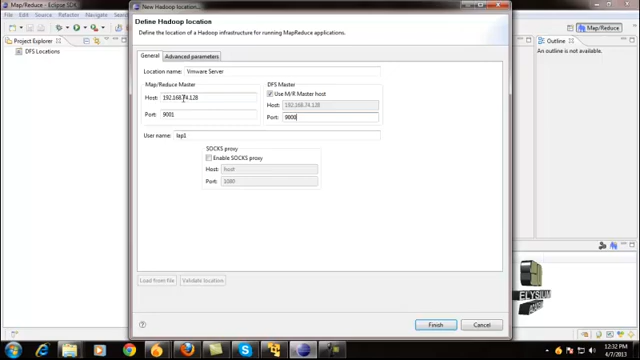 Map/Reduce - Eclipse SDK
File Edit Source Refactor
New Hadoop location...
Map/Reduce
Project Explorer
DFS Locations
Outline
An outline is not available.
Define Hadoop location
Define the location of a Hadoop infrastructure for running MapReduce applications.
General Advanced parameters
Location name: Vmware Server
Map/Reduce Master
Host: 192.168.74.128
Port: 9001
DFS Master
Use M/R Master host
Host: 192.168.74.128
Port: 9000
User name: lap1
SOCKS proxy
Enable SOCKS proxy
Host: host
Port: 1080
Load from file Validate location
Finish Cancel
ELYSIUM
12:32 PM
4/7/2013